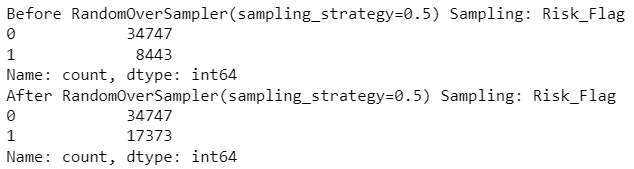 Before RandomOverSampler(sampling_strategy=0.5) Sampling: Risk_Flag
0          34747
1           8443
Name: count, dtype: int64
After RandomOverSampler(sampling_strategy=0.5) Sampling: Risk_Flag
0          34747
1          17373
Name: count, dtype: int64